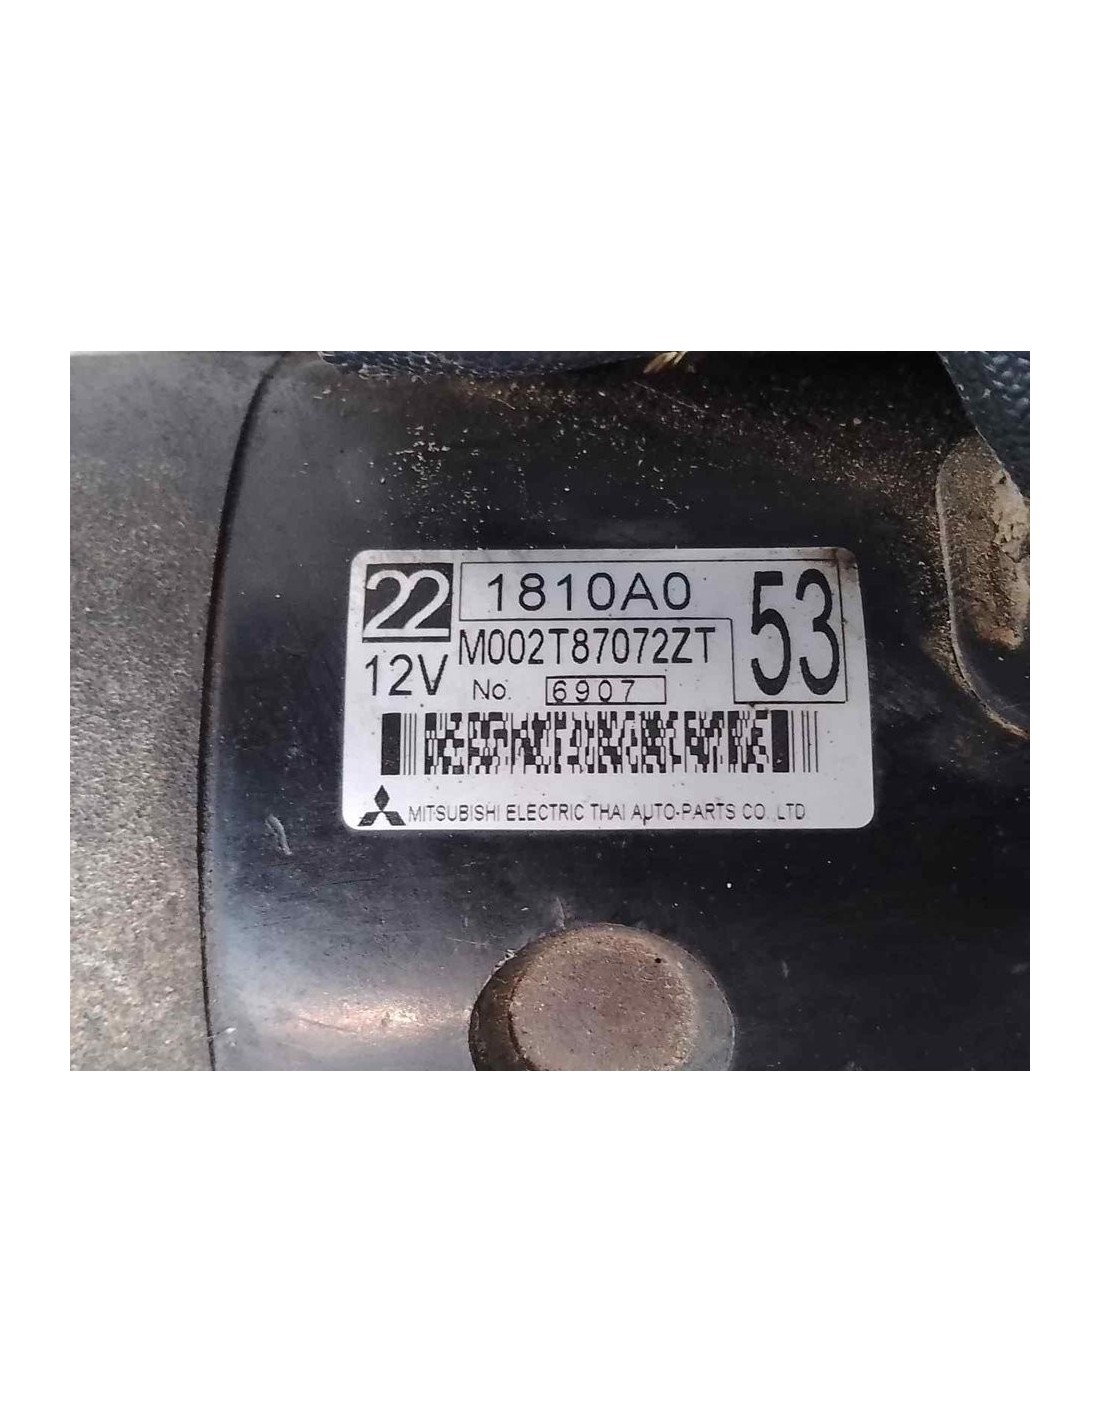 22 1810A0 53
12V M002T87072ZT
No. 6907
MITSUBISHI ELECTRIC THAI AUTO-PARTS CO. LTD.